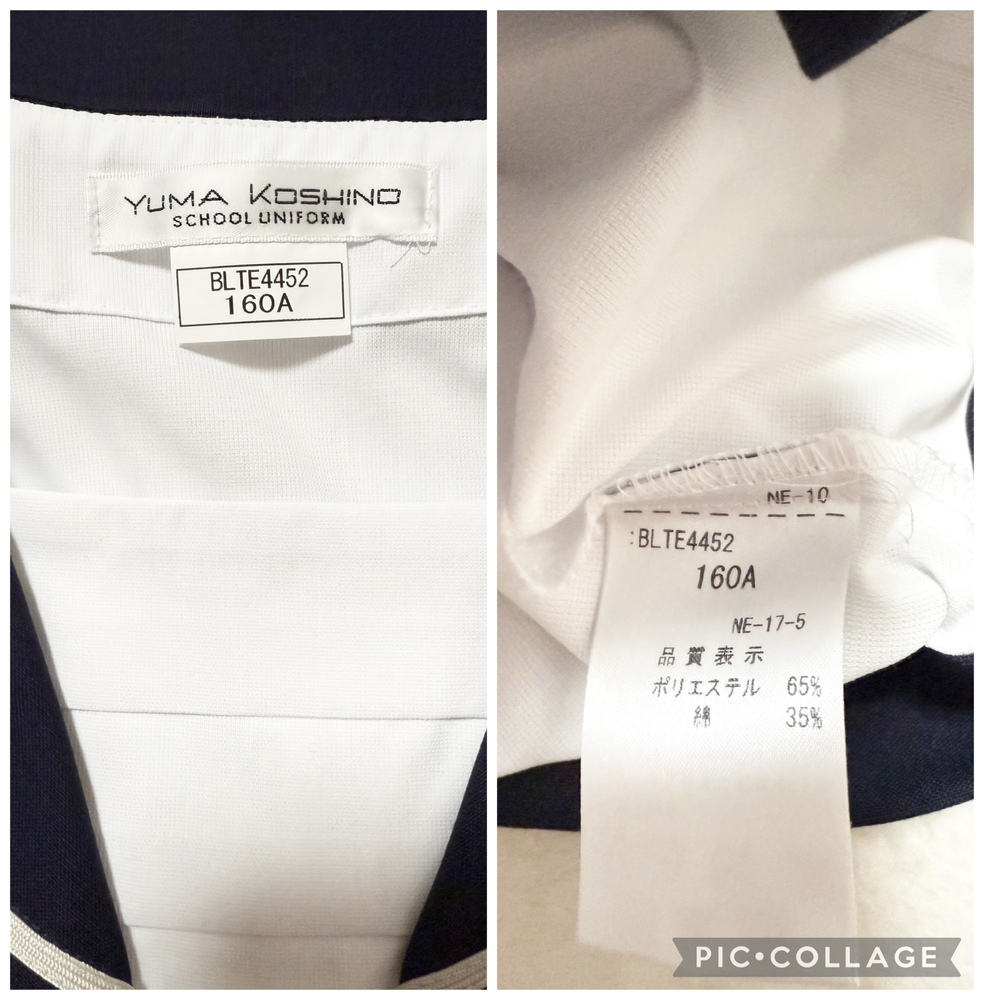 YUMA KOSHINO
SCHOOL UNIFORM
BLTE4452
160A
NE-10
:BLTE4452
160A
NE-17-5
品質表示
ポリエステル 65%
綿 35%
PIC•COLLAGE